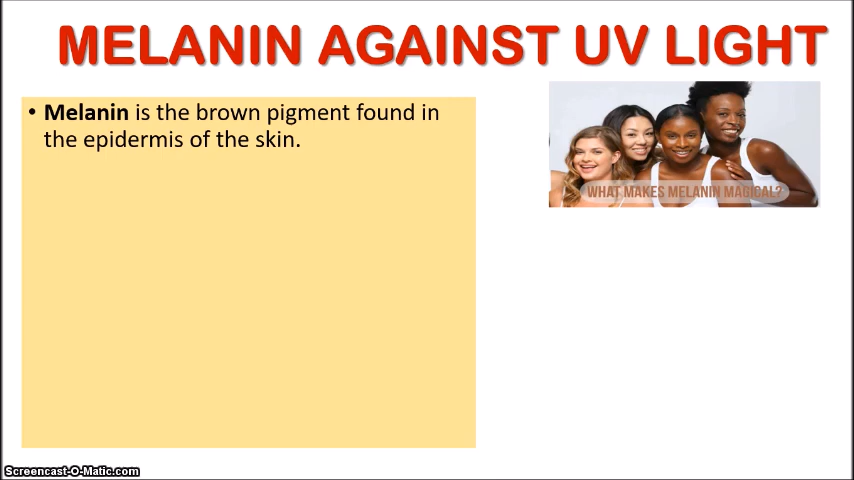 MELANIN AGAINST UV LIGHT
• Melanin is the brown pigment found in
the epidermis of the skin.
WHAT MAKES MELANIN MAGICAL?
Screencast-O-Matic.com